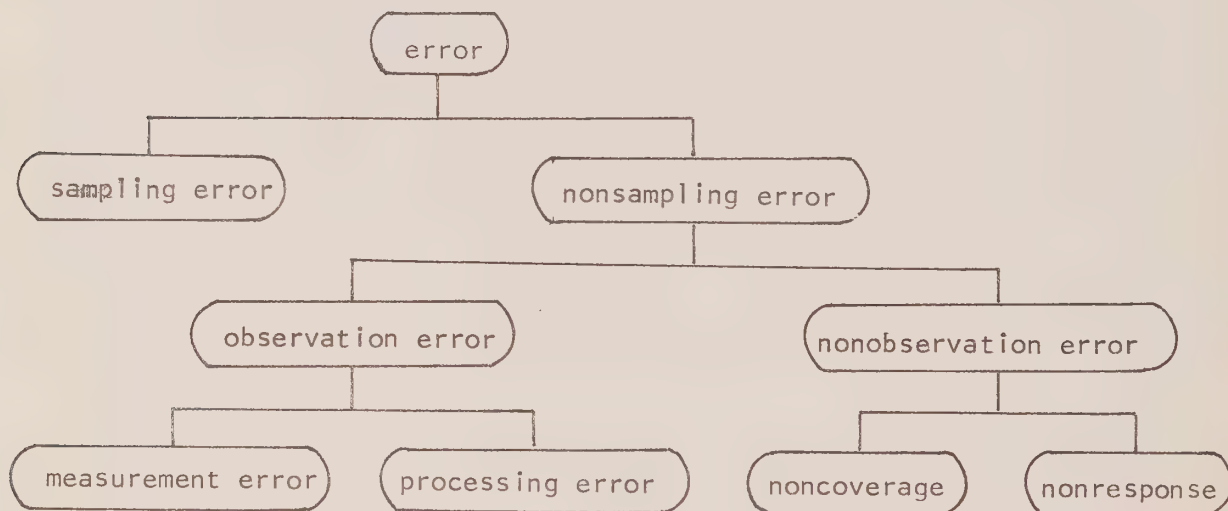 error
sampling error
nonsampling error
observation error
nonobservation error
measurement error
processing error
noncoverage
nonresponse